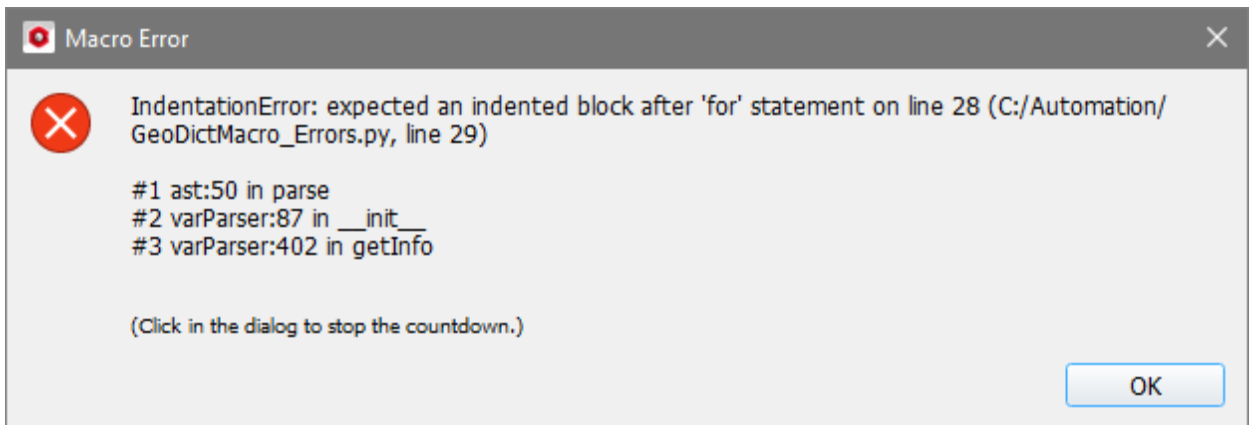 Macro Error
IndentationError: expected an indented block after 'for' statement on line 28 (C:/Automation/
GeoDictMacro_Errors.py, line 29)
#1 ast:50 in parse
#2 varParser:87 in __init__
#3 varParser:402 in getInfo
(Click in the dialog to stop the countdown.)
OK